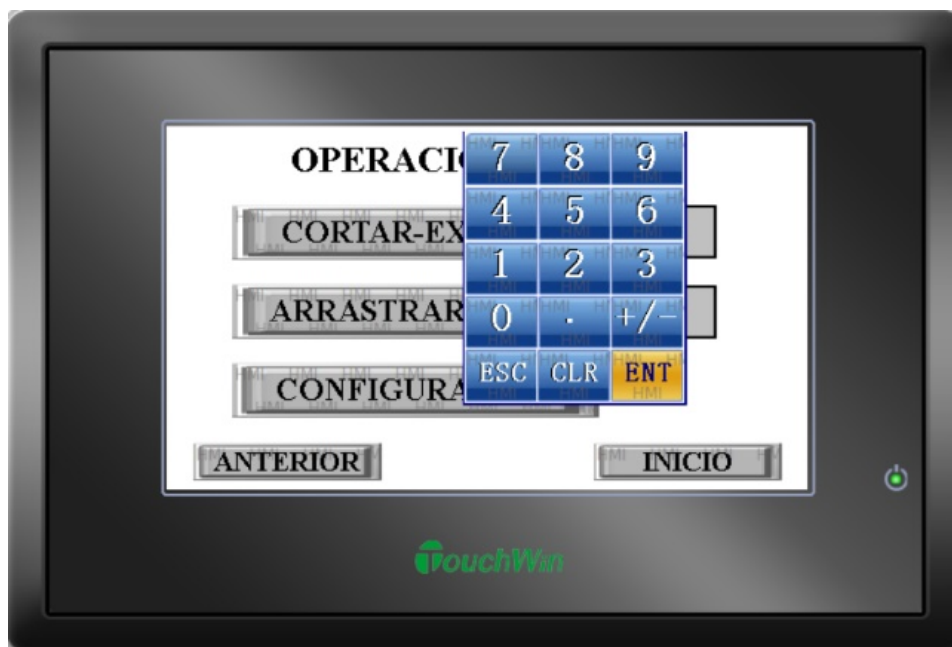 OPERACI
CORTAR-EX
ARRASTRAR
CONFIGURA
7 8 9
4 5 6
1 2 3
0 . +/-
ESC CLR ENT
ANTERIOR
INICIO
TouchWin